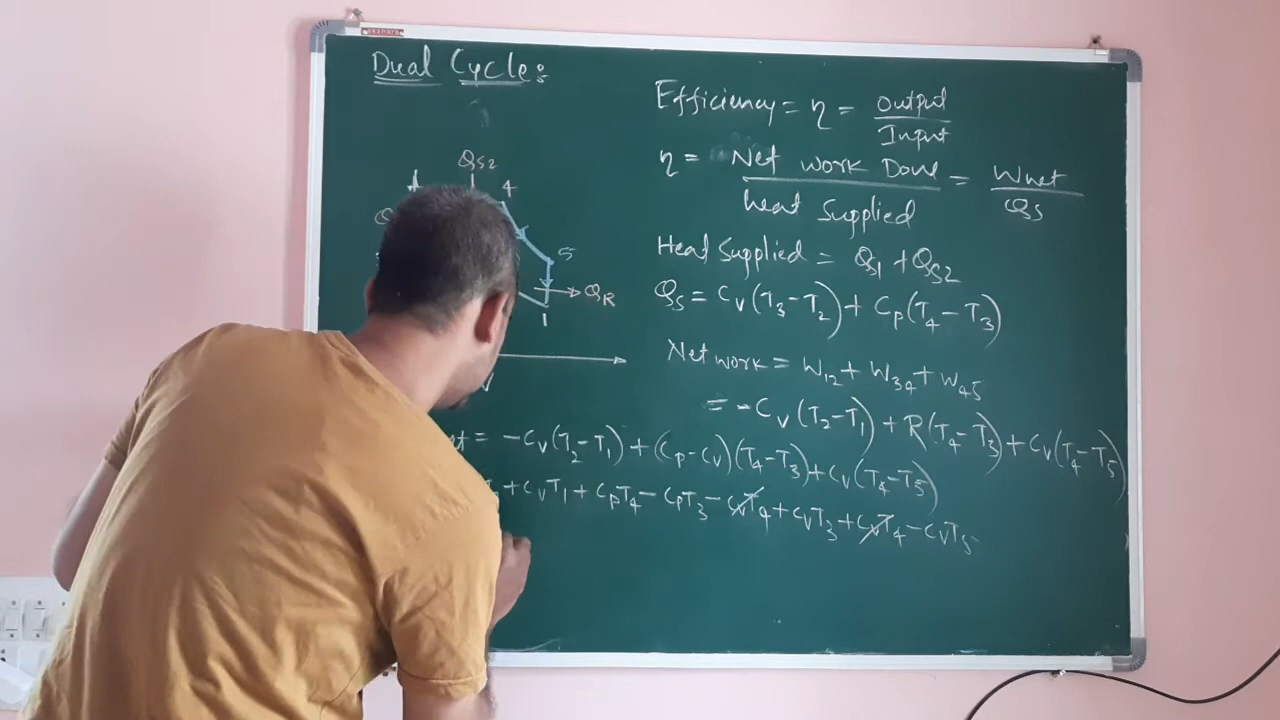 Dual Cycle:
Efficiency = η = Output / Input
η = Net work Done / heat Supplied = Wnet / QS
Heat Supplied = QS1 + QS2
QS = CV(T3 - T2) + CP(T4 - T3)
Net work = W12 + W34 + W45
= -CV(T2 - T1) + R(T4 - T3) + CV(T4 - T5)
= -CV(T2 - T1) + (CP - CV)(T4 - T3) + CV(T4 - T5)
+ CVT1 + CPT4 - CPT3 - CVT4 + CVT3 + CVT4 - CVT5
QS2
4
5
QR
1
V